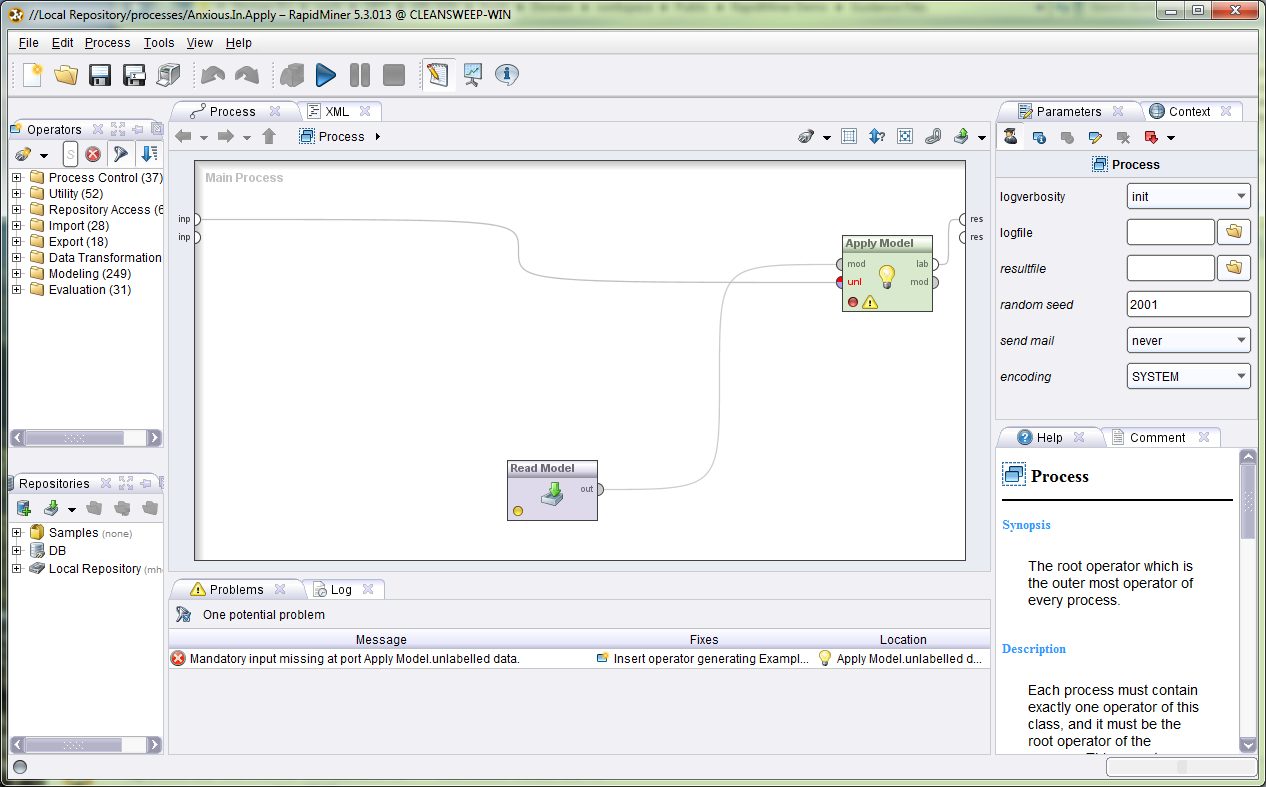 //Local Repository/processes/Anxious.In.Apply – RapidMiner 5.3.013 @ CLEANSWEEP-WIN
File Edit Process Tools View Help
Operators
S
Process Control (37)
Utility (52)
Repository Access (6
Import (28)
Export (18)
Data Transformation
Modeling (249)
Evaluation (31)
Repositories
Samples (none)
DB
Local Repository (mh
Process XML
Process
Main Process
inp
inp
res
res
Apply Model
mod lab
unl mod
Read Model
out
Problems Log
One potential problem
Message Fixes Location
Mandatory input missing at port Apply Model.unlabelled data. Insert operator generating Exampl... Apply Model.unlabelled d...
Parameters Context
Process
logverbosity init
logfile
resultfile
random seed 2001
send mail never
encoding SYSTEM
Help Comment
Process
Synopsis
The root operator which is
the outer most operator of
every process.
Description
Each process must contain
exactly one operator of this
class, and it must be the
root operator of the